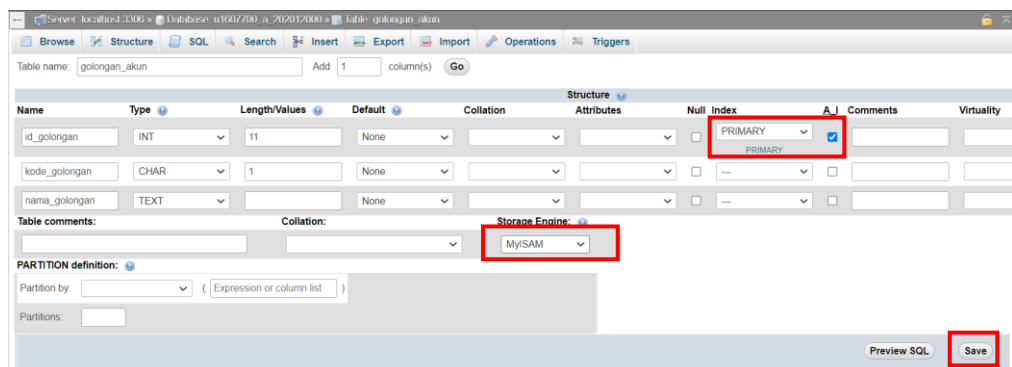 Server: localhost:3306 » Database: u1607700_a_202012000 » Table: golongan_akun
Browse Structure SQL Search Insert Export Import Operations Triggers
Table name: golongan_akun Add 1 column(s) Go
Structure
Name Type Length/Values Default Collation Attributes Null Index A_I Comments Virtuality
id_golongan INT 11 None PRIMARY
PRIMARY
kode_golongan CHAR 1 None ---
nama_golongan TEXT None ---
Table comments: Collation: Storage Engine:
MyISAM
PARTITION definition:
Partition by: ( Expression or column list )
Partitions:
Preview SQL Save